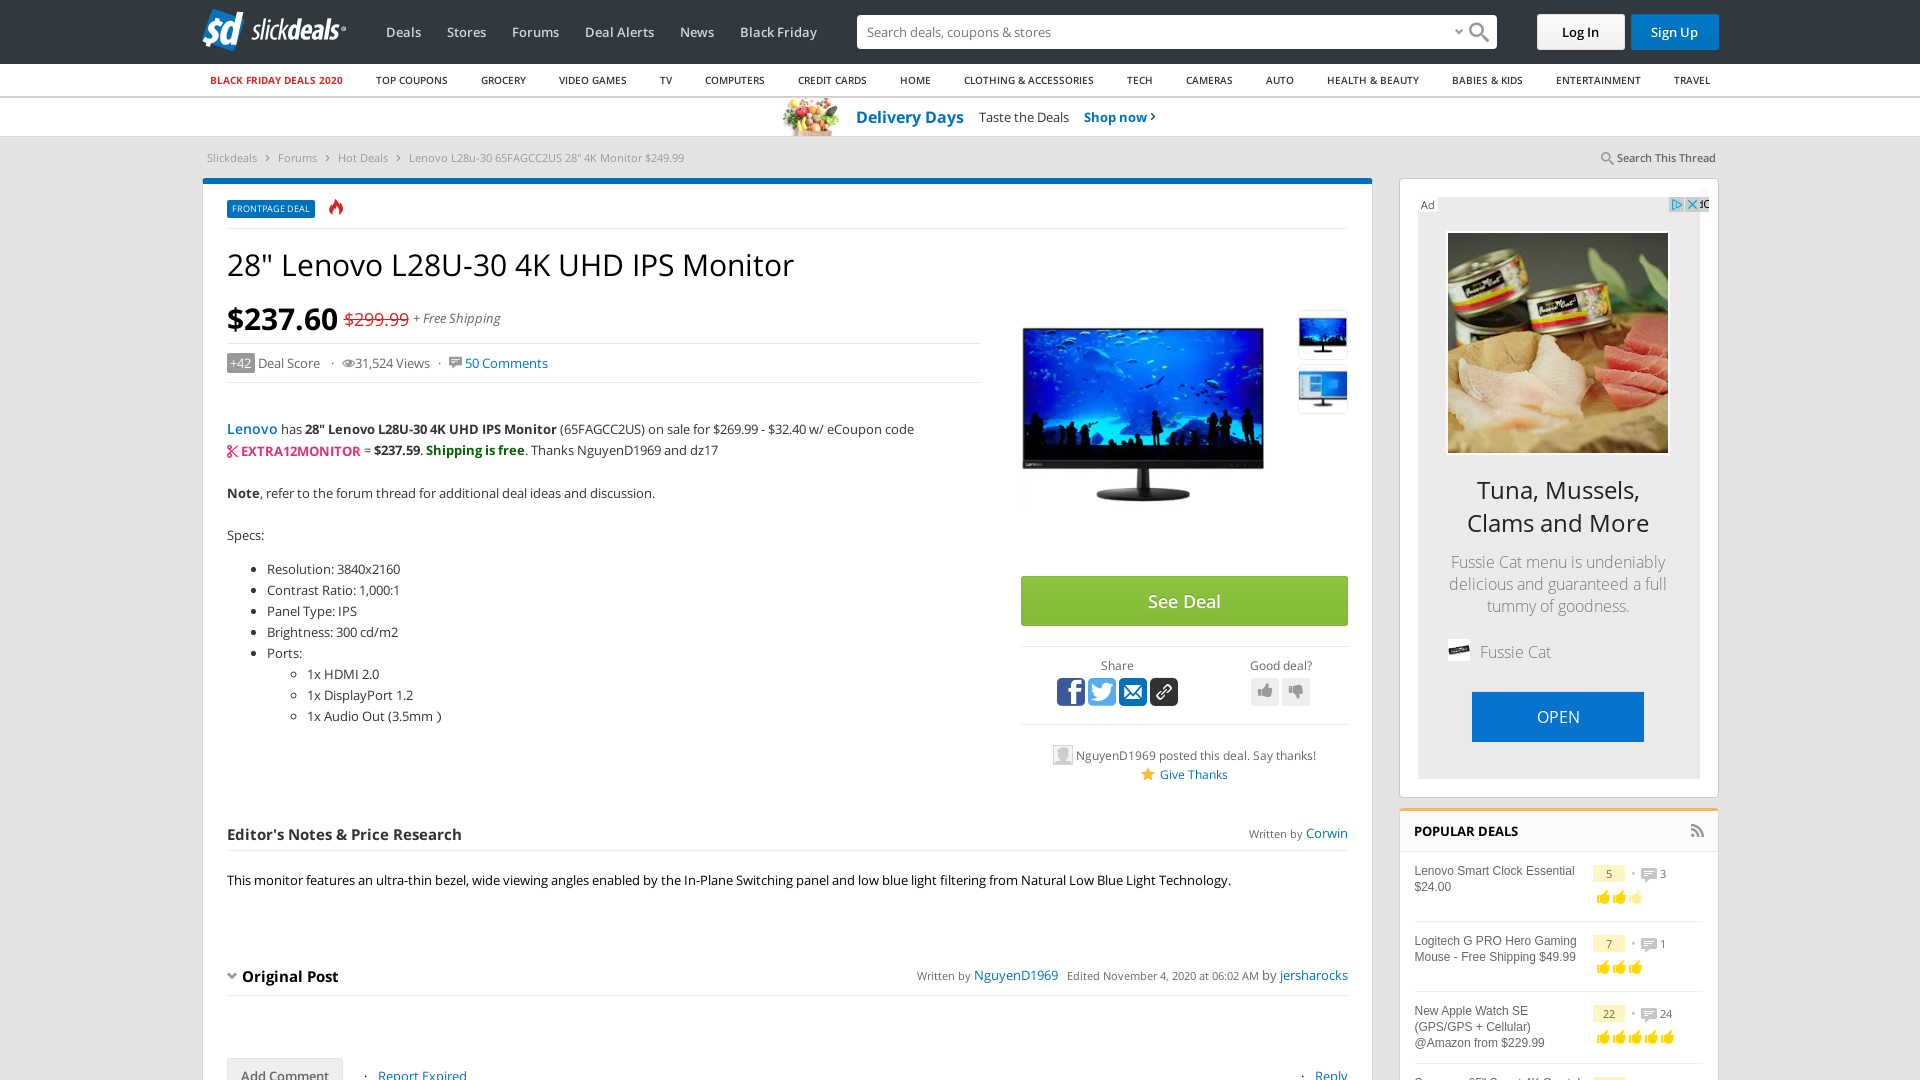 sd slickdeals
Deals Stores Forums Deal Alerts News Black Friday
Search deals, coupons & stores
Log In Sign Up
BLACK FRIDAY DEALS 2020 TOP COUPONS GROCERY VIDEO GAMES TV COMPUTERS CREDIT CARDS HOME CLOTHING & ACCESSORIES TECH CAMERAS AUTO HEALTH & BEAUTY BABIES & KIDS ENTERTAINMENT TRAVEL
Delivery Days Taste the Deals Shop now
Slickdeals Forums Hot Deals Lenovo L28u-30 65FAGCC2US 28" 4K Monitor $249.99
Search This Thread
FRONTPAGE DEAL
28" Lenovo L28U-30 4K UHD IPS Monitor
$237.60 $299.99 + Free Shipping
+42 Deal Score · 31,524 Views · 50 Comments
Lenovo has 28" Lenovo L28U-30 4K UHD IPS Monitor (65FAGCC2US) on sale for $269.99 - $32.40 w/ eCoupon code
EXTRA12MONITOR = $237.59. Shipping is free. Thanks NguyenD1969 and dz17
Note, refer to the forum thread for additional deal ideas and discussion.
Specs:
Resolution: 3840x2160
Contrast Ratio: 1,000:1
Panel Type: IPS
Brightness: 300 cd/m2
Ports:
1x HDMI 2.0
1x DisplayPort 1.2
1x Audio Out (3.5mm )
See Deal
Share
Good deal?
NguyenD1969 posted this deal. Say thanks!
Give Thanks
Editor's Notes & Price Research
Written by Corwin
This monitor features an ultra-thin bezel, wide viewing angles enabled by the In-Plane Switching panel and low blue light filtering from Natural Low Blue Light Technology.
Original Post
Written by NguyenD1969 Edited November 4, 2020 at 06:02 AM by jersharocks
Add Comment · Report Expired
· Reply
Ad
Tuna, Mussels,
Clams and More
Fussie Cat menu is undeniably
delicious and guaranteed a full
tummy of goodness.
Fussie Cat
OPEN
POPULAR DEALS
Lenovo Smart Clock Essential
$24.00
5 • 3
Logitech G PRO Hero Gaming
Mouse - Free Shipping $49.99
7 • 1
New Apple Watch SE
(GPS/GPS + Cellular)
@Amazon from $229.99
22 • 24